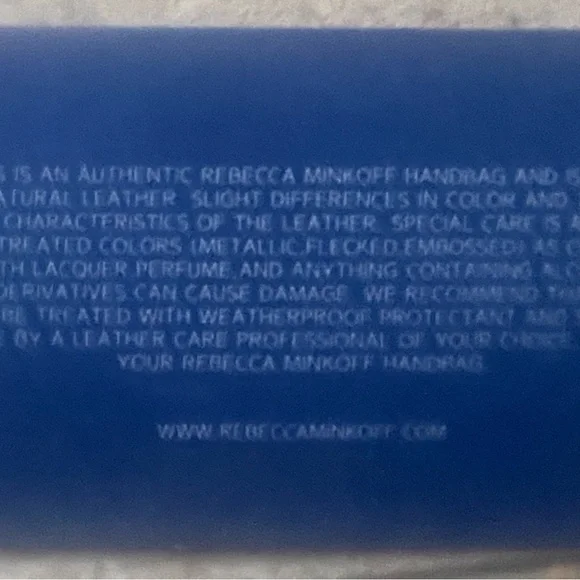 IS AN AUTHENTIC REBECCA MINKOFF HANDBAG AND
ATURAL LEATHER. SLIGHT DIFFERENCES IN COLOR AND
CHARACTERISTICS OF THE LEATHER. SPECIAL CARE IS
TREATED COLORS (METALLIC,FLECKED,EMBOSSED) AS
TH LACQUER PERFUME,AND ANYTHING CONTAINING
DERIVATIVES CAN CAUSE DAMAGE. WE RECOMMEND
BE TREATED WITH WEATHERPROOF PROTECTANT AND
E BY A LEATHER CARE PROFESSIONAL OF YOUR CHOICE.
YOUR REBECCA MINKOFF HANDBAG.
WWW.REBECCAMINKOFF.COM